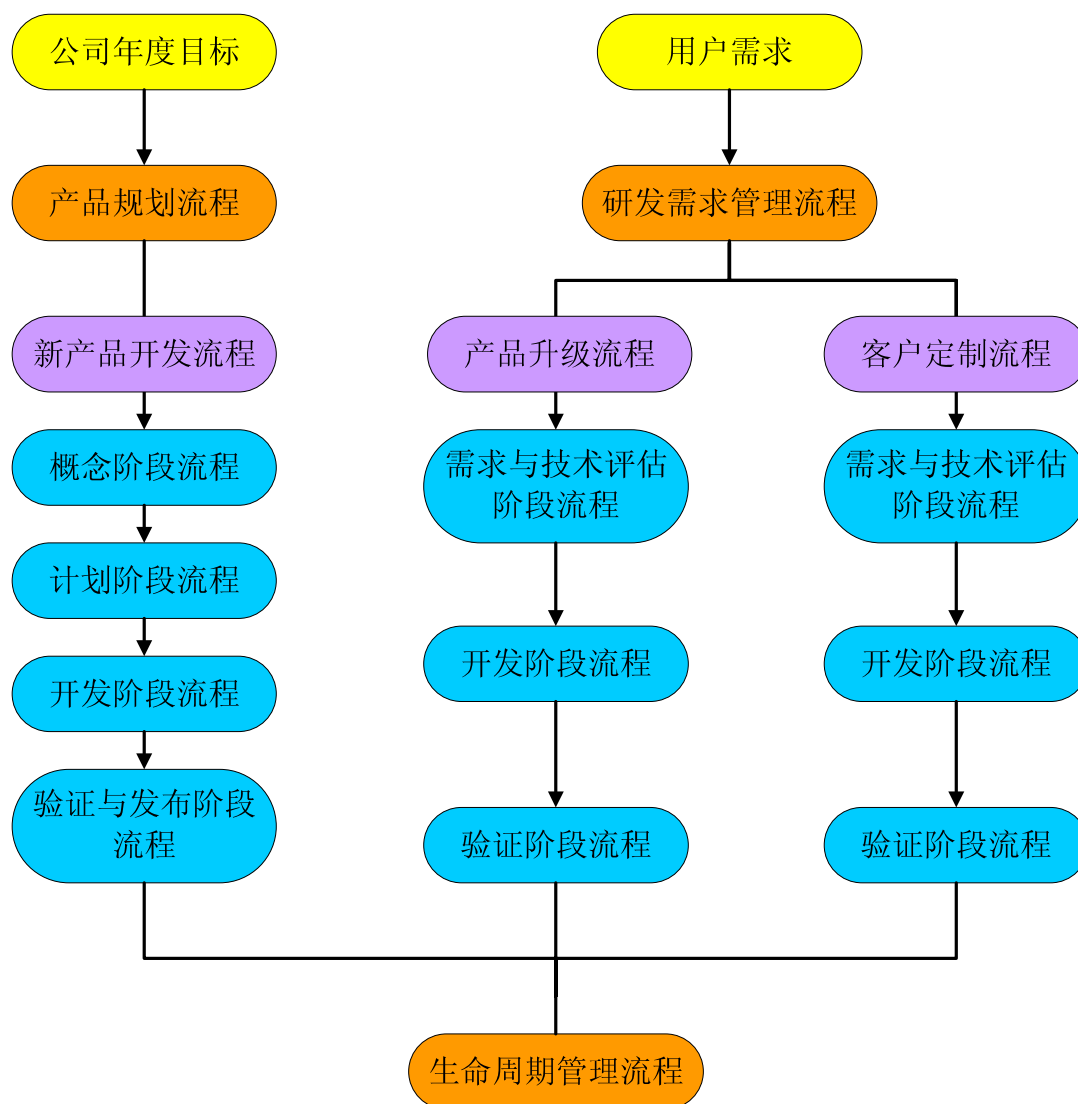 公司年度目标
用户需求
产品规划流程
研发需求管理流程
新产品开发流程
产品升级流程
客户定制流程
概念阶段流程
需求与技术评估
阶段流程
需求与技术评估
阶段流程
计划阶段流程
开发阶段流程
开发阶段流程
开发阶段流程
验证与发布阶段
流程
验证阶段流程
验证阶段流程
生命周期管理流程